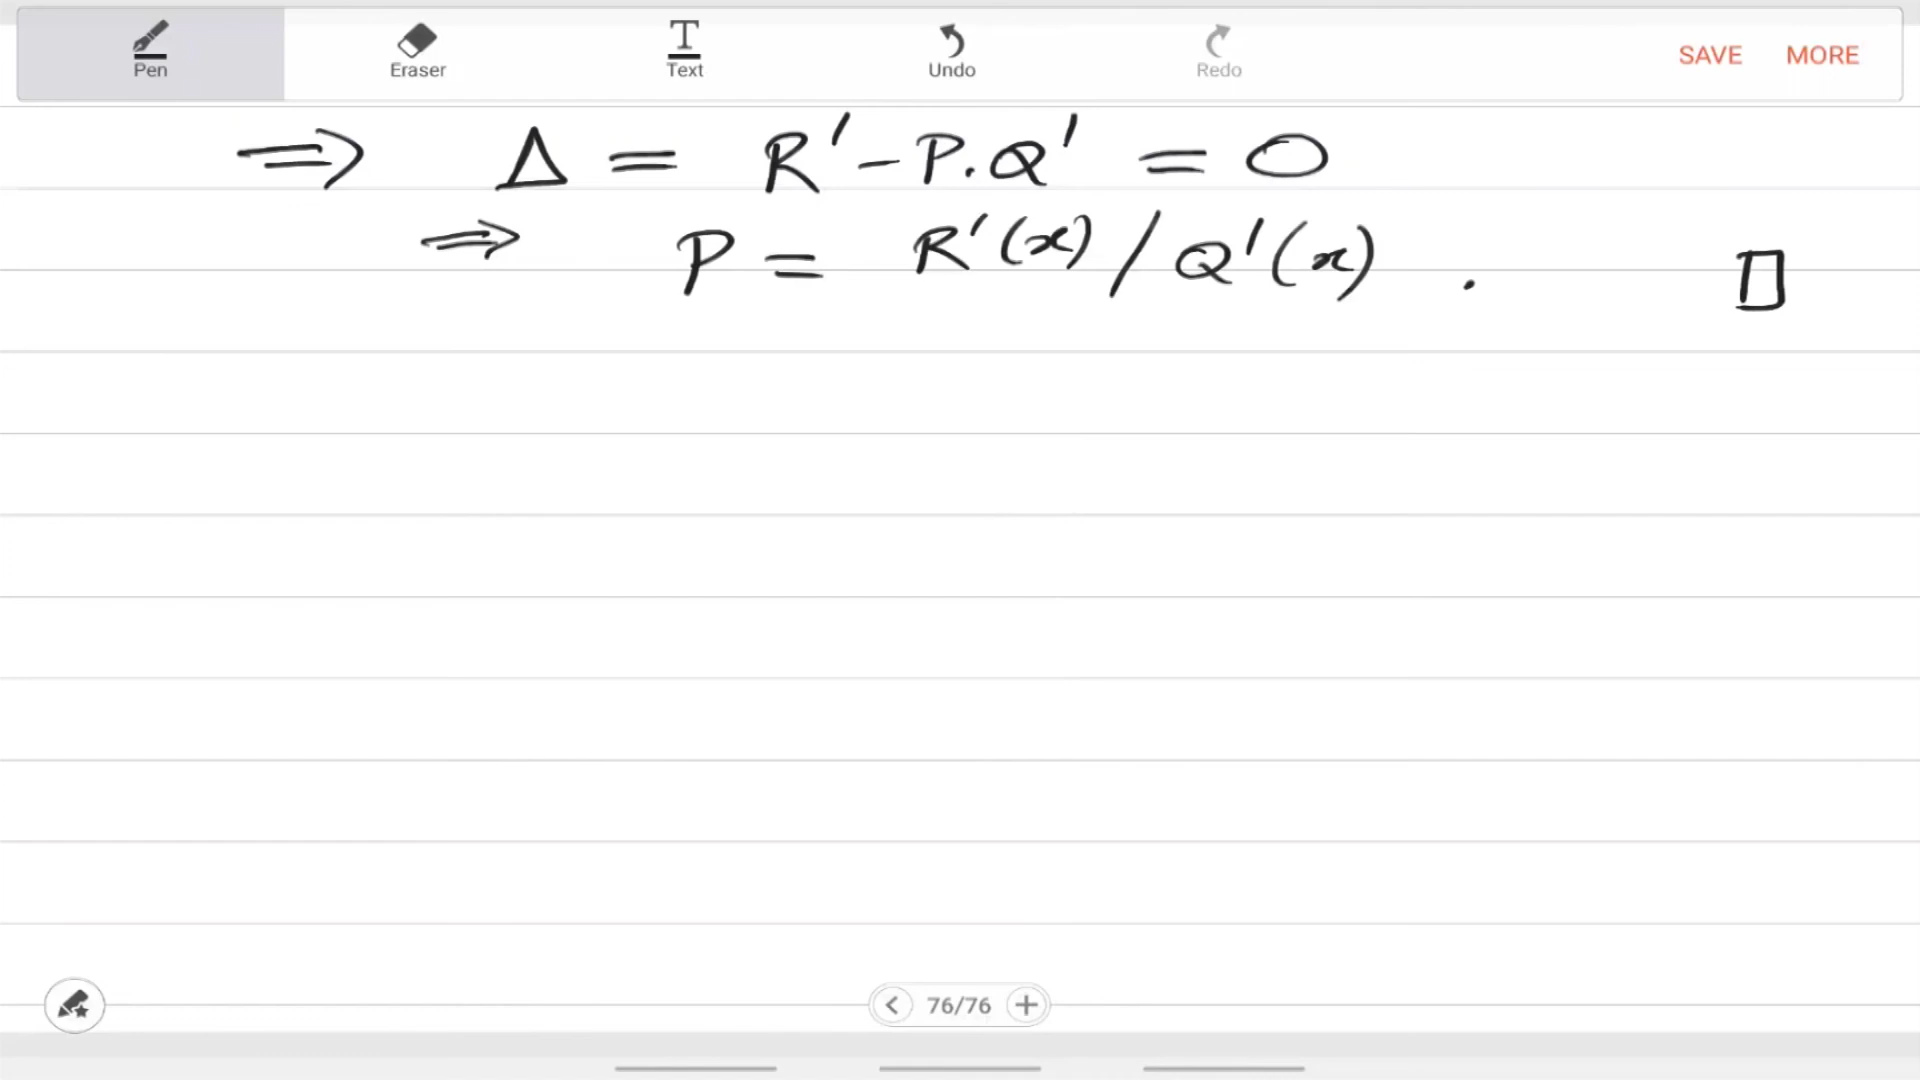 Pen Eraser Text Undo Redo SAVE MORE
⇒ Δ = R' - P.Q' = 0
⇒ P = R'(x) / Q'(x) . □
76/76